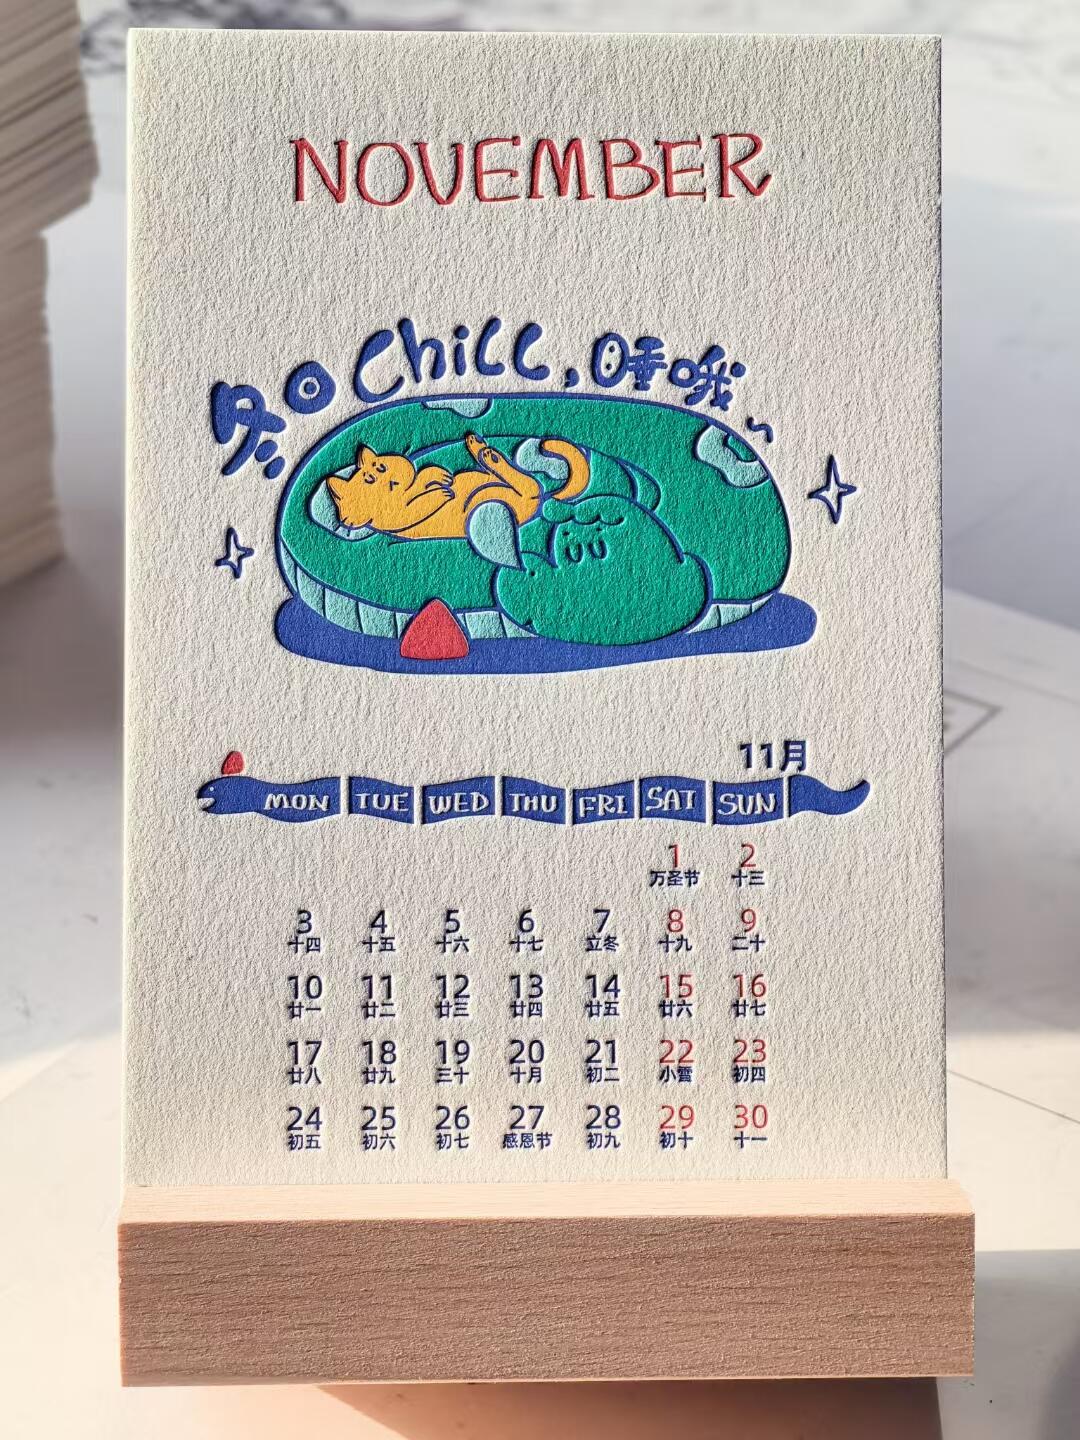 NOVEMBER
冬日Chill,睡哦~
11月
MON TUE WED THU FRI SAT SUN
1 2
万圣节 十三
3 4 5 6 7 8 9
十四 十五 十六 十七 立冬 十九 二十
10 11 12 13 14 15 16
廿一 廿二 廿三 廿四 廿五 廿六 廿七
17 18 19 20 21 22 23
廿八 廿九 三十 十月 初二 小雪 初四
24 25 26 27 28 29 30
初五 初六 初七 感恩节 初九 初十 十一